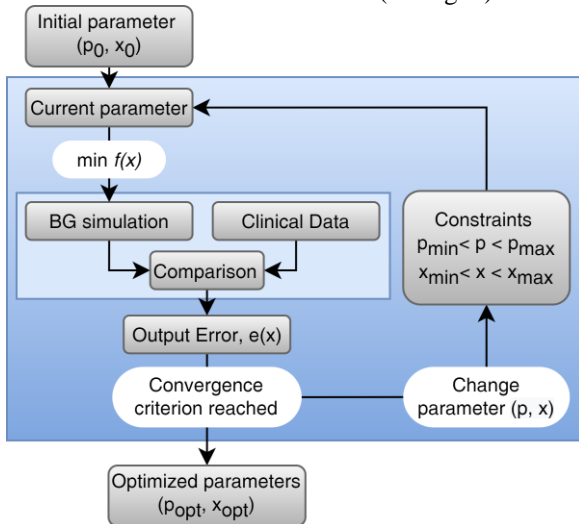 Initial parameter
(p0, x0)
Current parameter
min f(x)
BG simulation
Clinical Data
Comparison
Output Error, e(x)
Convergence
criterion reached
Change
parameter (p, x)
Constraints
pmin< p < pmax
xmin< x < xmax
Optimized parameters
(popt, xopt)